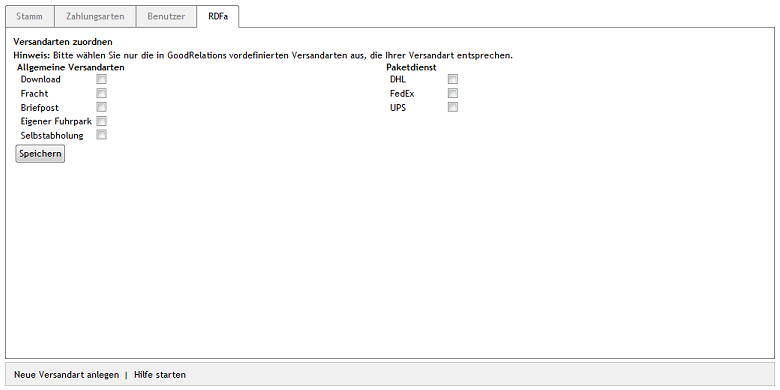 Stamm Zahlungsarten Benutzer RDFa
Versandarten zuordnen
Hinweis: Bitte wählen Sie nur die in GoodRelations vordefinierten Versandarten aus, die Ihrer Versandart entsprechen.
Allgemeine Versandarten Paketdienst
Download DHL
Fracht FedEx
Briefpost UPS
Eigener Fuhrpark
Selbstabholung
Speichern
Neue Versandart anlegen | Hilfe starten